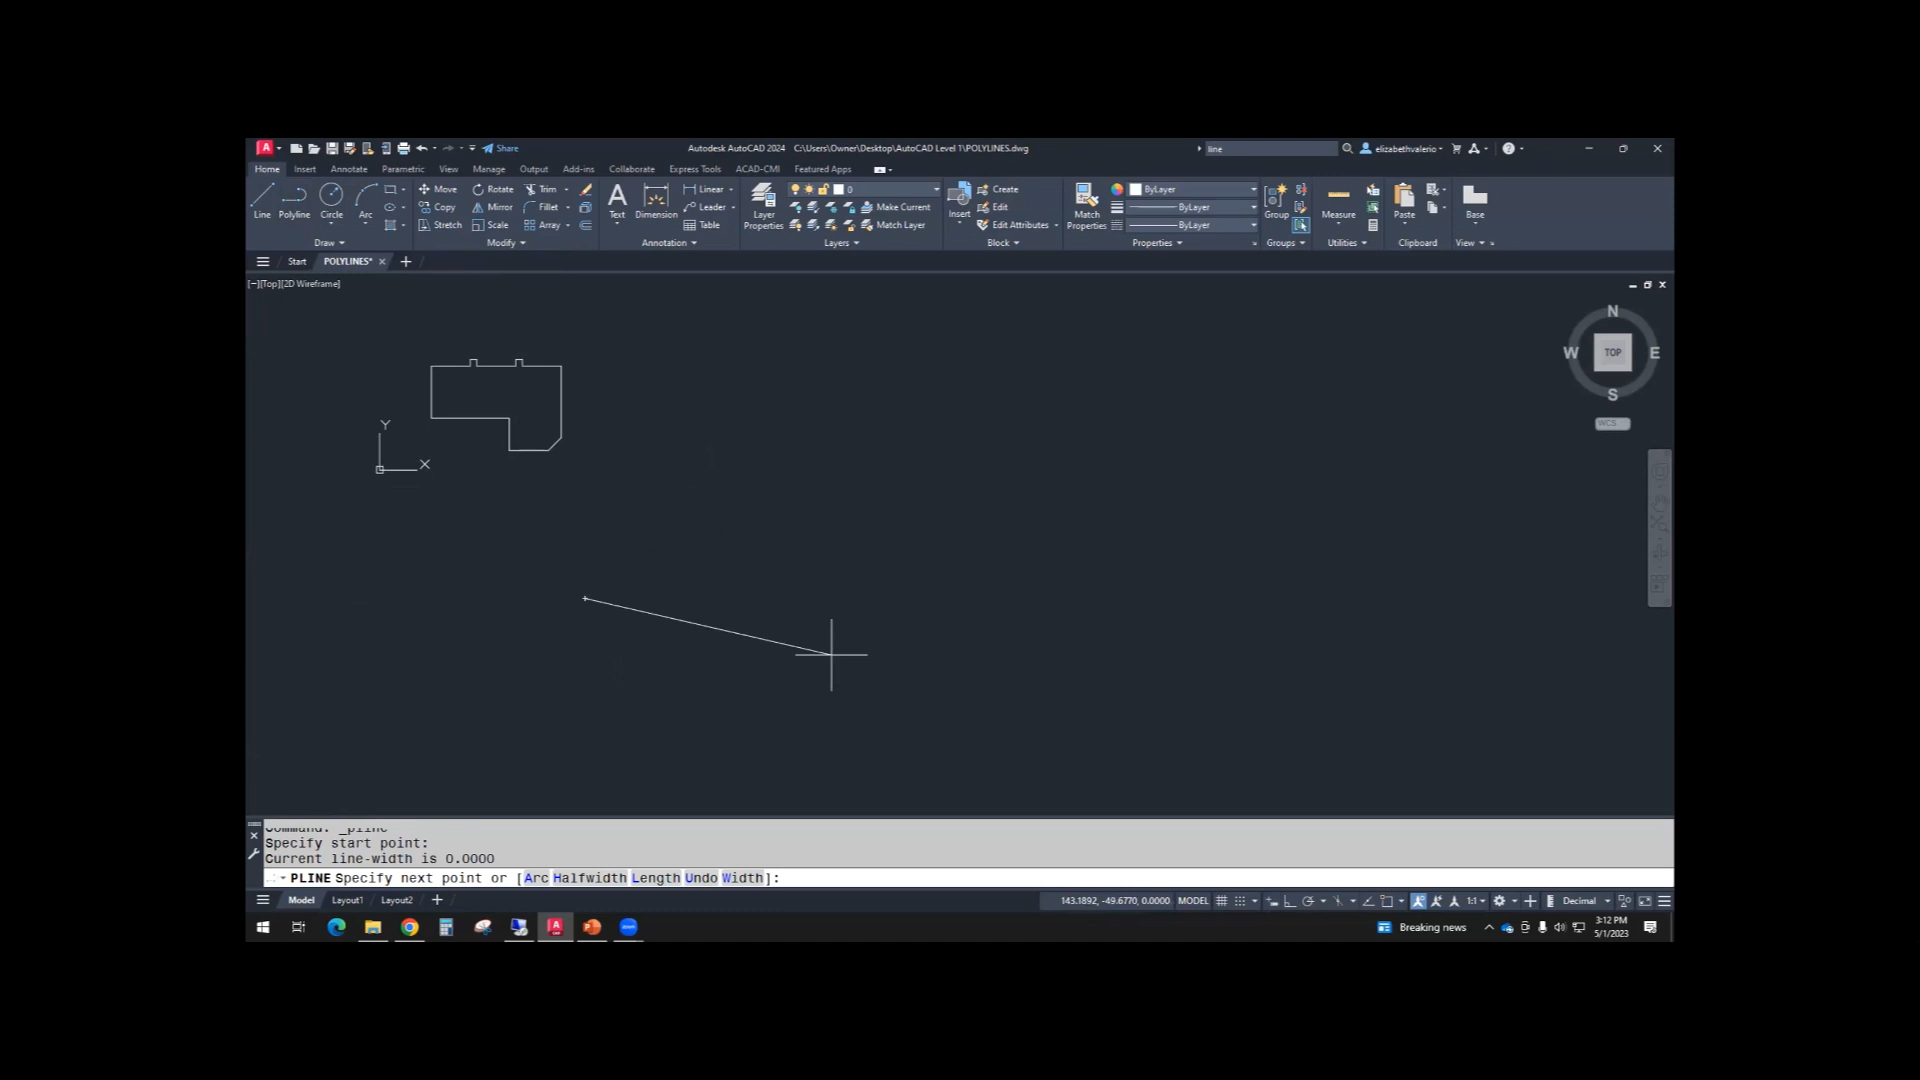 Share
Autodesk AutoCAD 2024 C:\Users\Owner\Desktop\AutoCAD Level 1\POLYLINES.dwg
line
elizabethvalerio
Home Insert Annotate Parametric View Manage Output Add-ins Collaborate Express Tools ACAD-CMI Featured Apps
Line Polyline Circle Arc
Draw
Move Rotate Trim
Copy Mirror Fillet
Stretch Scale Array
Modify
Text Dimension
Linear
Leader
Table
Annotation
Layer Properties
0
Make Current
Match Layer
Layers
Insert
Create
Edit
Edit Attributes
Block
Match Properties
ByLayer
ByLayer
ByLayer
Properties
Group
Groups
Measure
Utilities
Paste
Clipboard
Base
View
Start POLYLINES*
[−][Top][2D Wireframe]
N
W TOP E
S
WCS
Y
X
Command: _pline
Specify start point:
Current line-width is 0.0000
PLINE Specify next point or [Arc Halfwidth Length Undo Width]:
Model Layout1 Layout2
143.1892, -49.6770, 0.0000 MODEL
1:1
Decimal
Breaking news
3:12 PM
5/1/2023